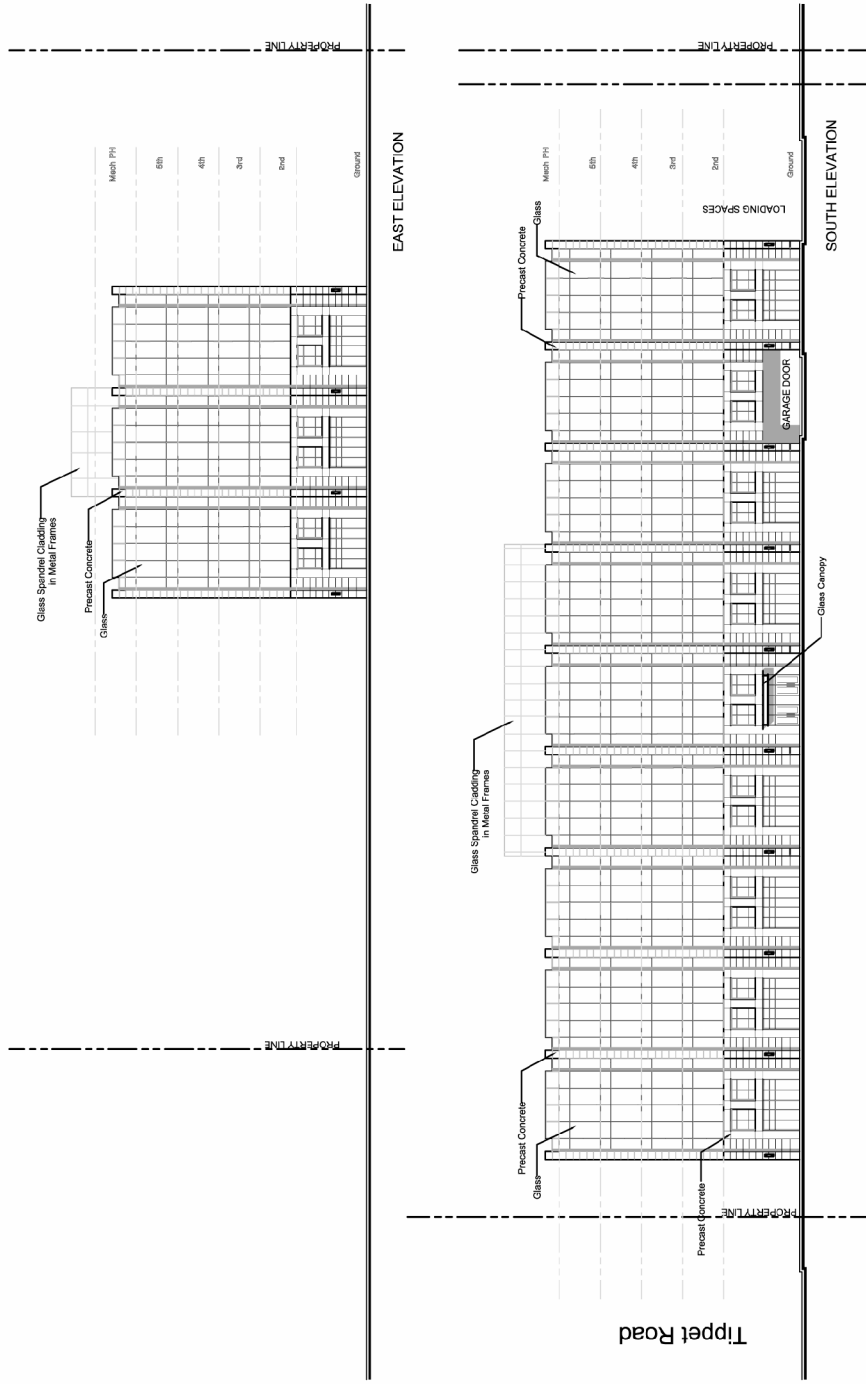 PROPERTY LINE
Mech PH
5th
4th
3rd
2nd
Ground
EAST ELEVATION
Glass Spandrel Cladding
in Metal Frames
Precast Concrete
Glass
PROPERTY LINE
PROPERTY LINE
Mech PH
5th
4th
3rd
2nd
Ground
LOADING SPACES
SOUTH ELEVATION
Precast Concrete
Glass
GARAGE DOOR
Glass Canopy
Glass Spandrel Cladding
in Metal Frames
Precast Concrete
Glass
Precast Concrete
PROPERTY LINE
Tippet Road